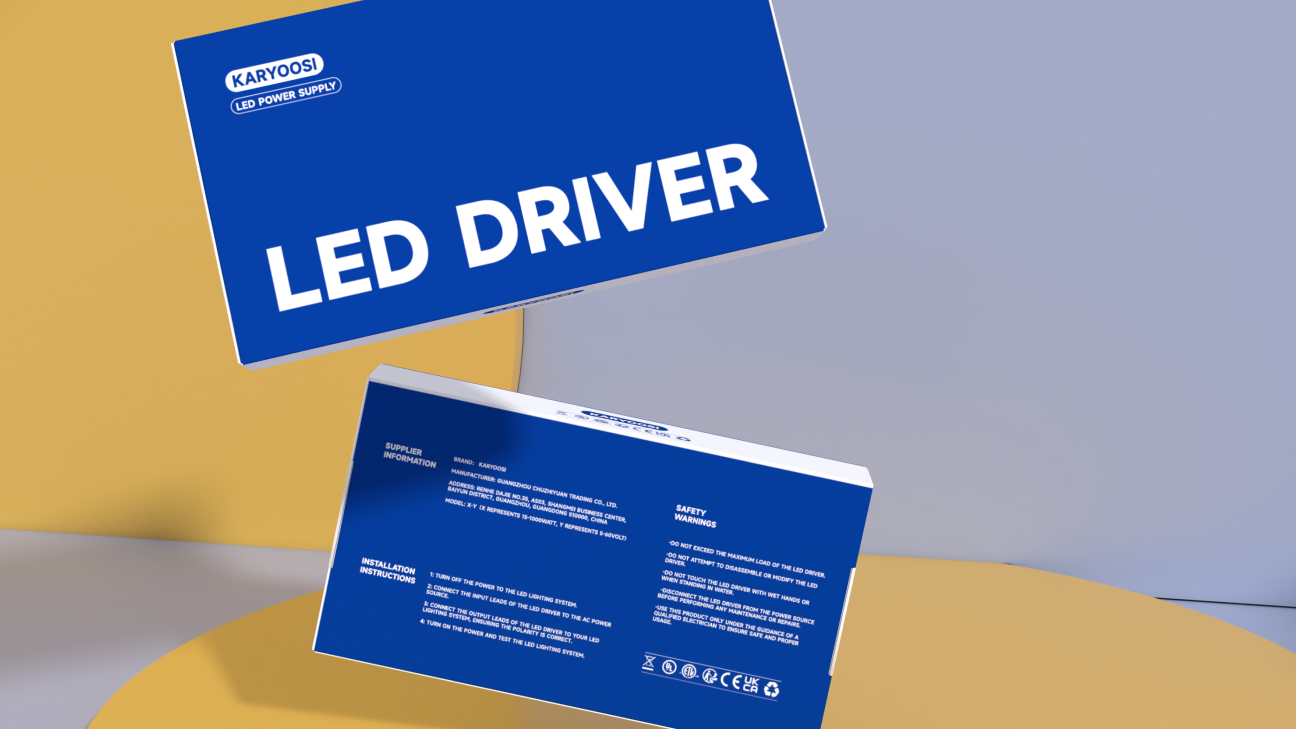 KARYOOSI
LED POWER SUPPLY
LED DRIVER
KARYOOSI
SUPPLIER
INFORMATION
BRAND: KARYOOSI
MANUFACTURER: GUANGZHOU CHUZHIYUAN TRADING CO., LTD.
ADDRESS: RENHE DAJIE NO.35, A503, SHANGMEI BUSINESS CENTER,
BAIYUN DISTRICT, GUANGZHOU, GUANGDONG 510000, CHINA
MODEL: X-Y (X REPRESENTS 15-1000WATT, Y REPRESENTS 5-60VOLT)
INSTALLATION
INSTRUCTIONS
1: TURN OFF THE POWER TO THE LED LIGHTING SYSTEM.
2: CONNECT THE INPUT LEADS OF THE LED DRIVER TO THE AC POWER
SOURCE.
3: CONNECT THE OUTPUT LEADS OF THE LED DRIVER TO YOUR LED
LIGHTING SYSTEM, ENSURING THE POLARITY IS CORRECT.
4: TURN ON THE POWER AND TEST THE LED LIGHTING SYSTEM.
SAFETY
WARNINGS
-DO NOT EXCEED THE MAXIMUM LOAD OF THE LED DRIVER.
-DO NOT ATTEMPT TO DISASSEMBLE OR MODIFY THE LED
DRIVER.
-DO NOT TOUCH THE LED DRIVER WITH WET HANDS OR
WHEN STANDING IN WATER.
-DISCONNECT THE LED DRIVER FROM THE POWER SOURCE
BEFORE PERFORMING ANY MAINTENANCE OR REPAIRS.
-USE THIS PRODUCT ONLY UNDER THE GUIDANCE OF A
QUALIFIED ELECTRICIAN TO ENSURE SAFE AND PROPER
USAGE.
UL ETL CE UK
CA